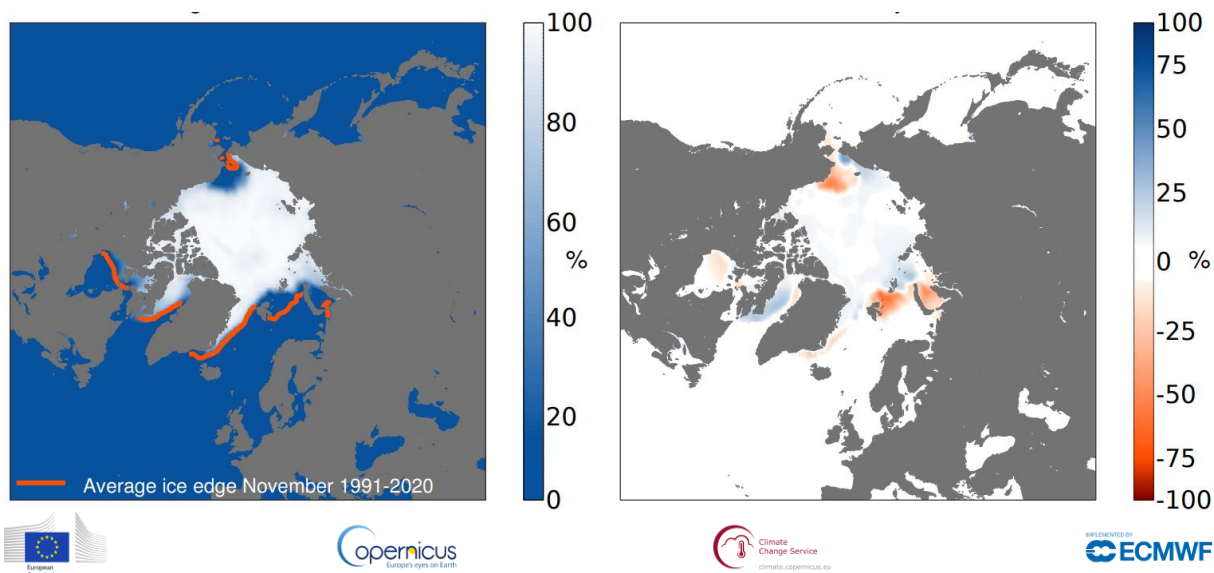 100
80
60
%
40
20
0
Average ice edge November 1991-2020
100
75
50
25
0 %
-25
-50
-75
-100
European
opernicus
Europe's eyes on Earth
Climate
Change Service
climate.copernicus.eu
IMPLEMENTED BY
ECMWF